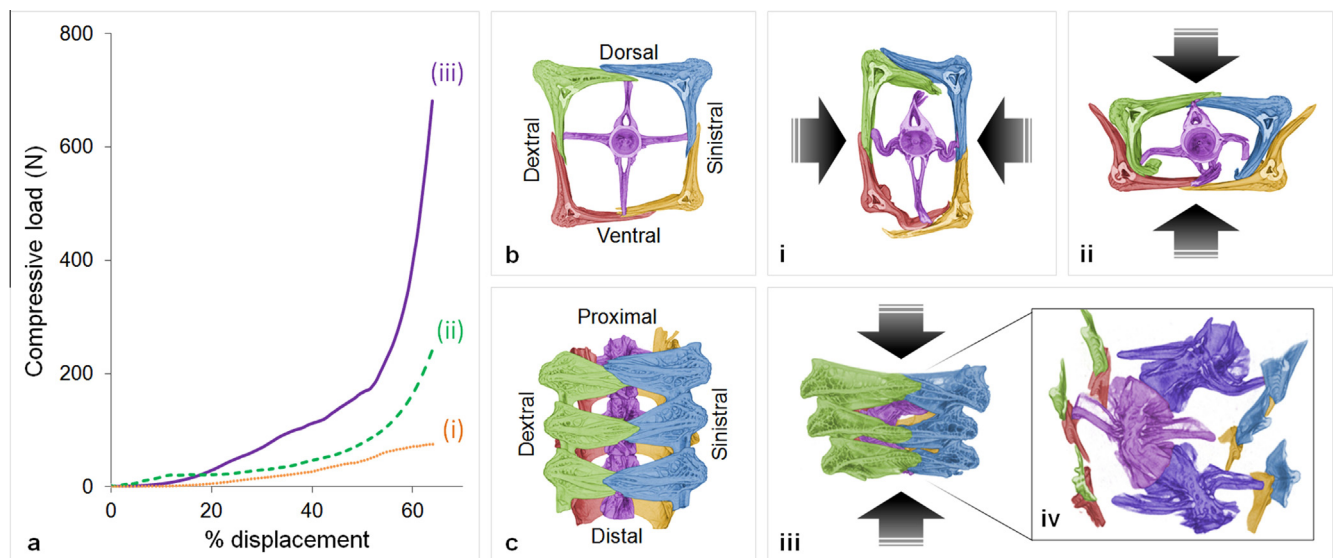 800
600
400
200
0
Compressive load (N)
(iii)
(ii)
(i)
0
20
40
60
% displacement
a
Dorsal
Dextral
Sinistral
Ventral
b
i
ii
Proximal
Dextral
Sinistral
Distal
c
iii
iv